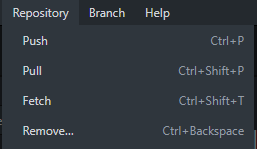 Repository Branch Help
Push Ctrl+P
Pull Ctrl+Shift+P
Fetch Ctrl+Shift+T
Remove... Ctrl+Backspace